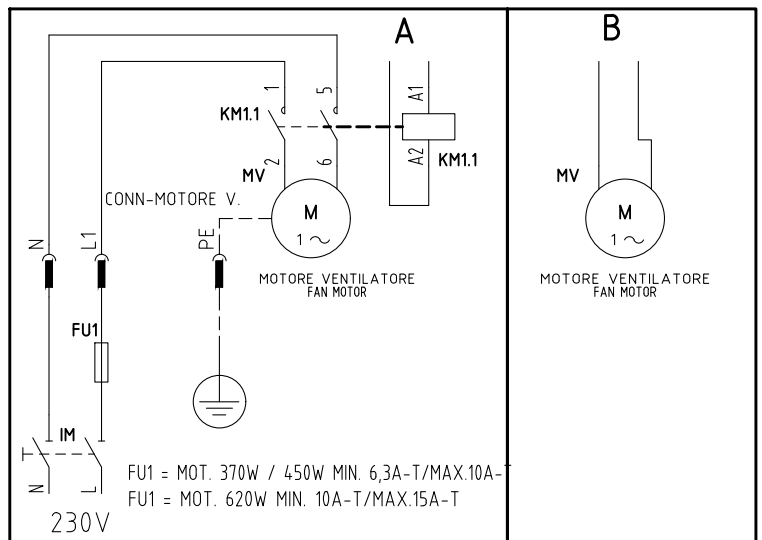 A
B
1
5
A1
KM1.1
A2
KM1.1
2
6
MV
MV
CONN-MOTORE V.
M
1 ~
M
1 ~
N
L1
PE
MOTORE VENTILATORE
FAN MOTOR
MOTORE VENTILATORE
FAN MOTOR
FU1
IM
FU1 = MOT. 370W / 450W MIN. 6,3A-T/MAX.10A-T
FU1 = MOT. 620W MIN. 10A-T/MAX.15A-T
N
L
230V